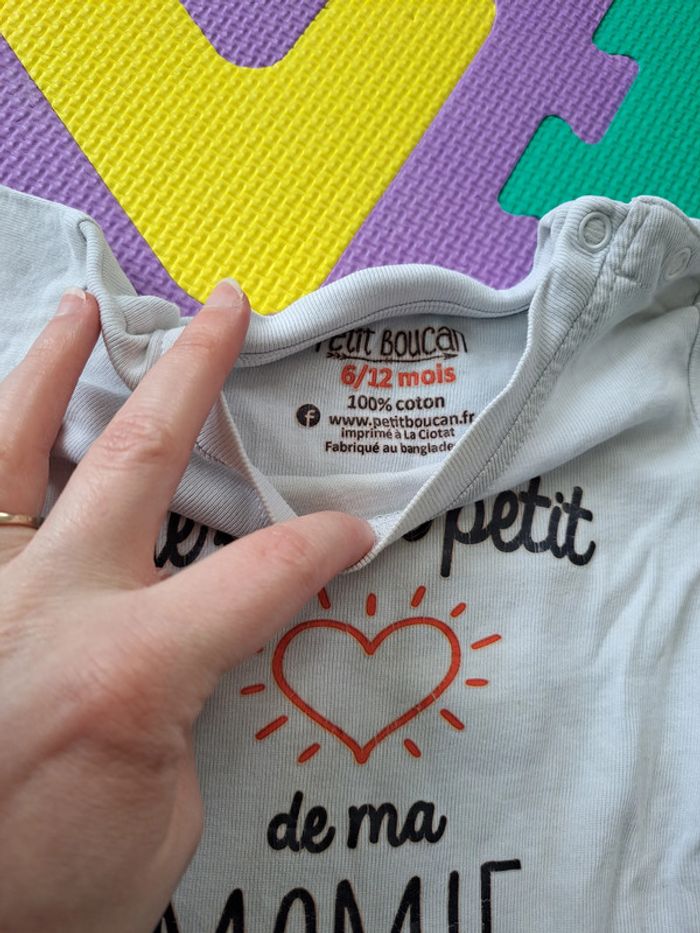 Petit Boucan
6/12 mois
100% coton
www.petitboucan.fr
imprimé à La Ciotat
Fabriqué au banglade
petit
de ma
MAMIE